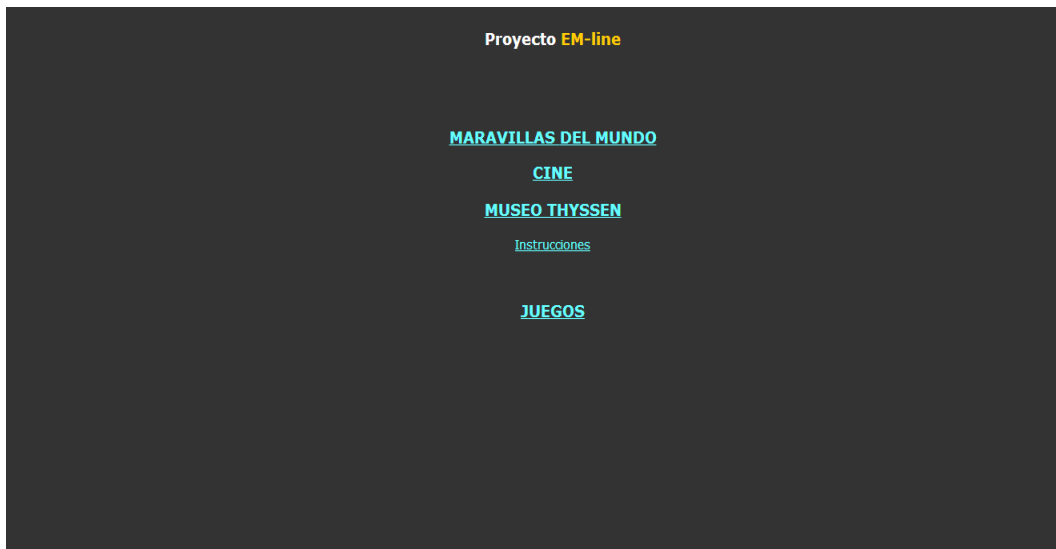 Proyecto EM-line
MARAVILLAS DEL MUNDO
CINE
MUSEO THYSSEN
Instrucciones
JUEGOS